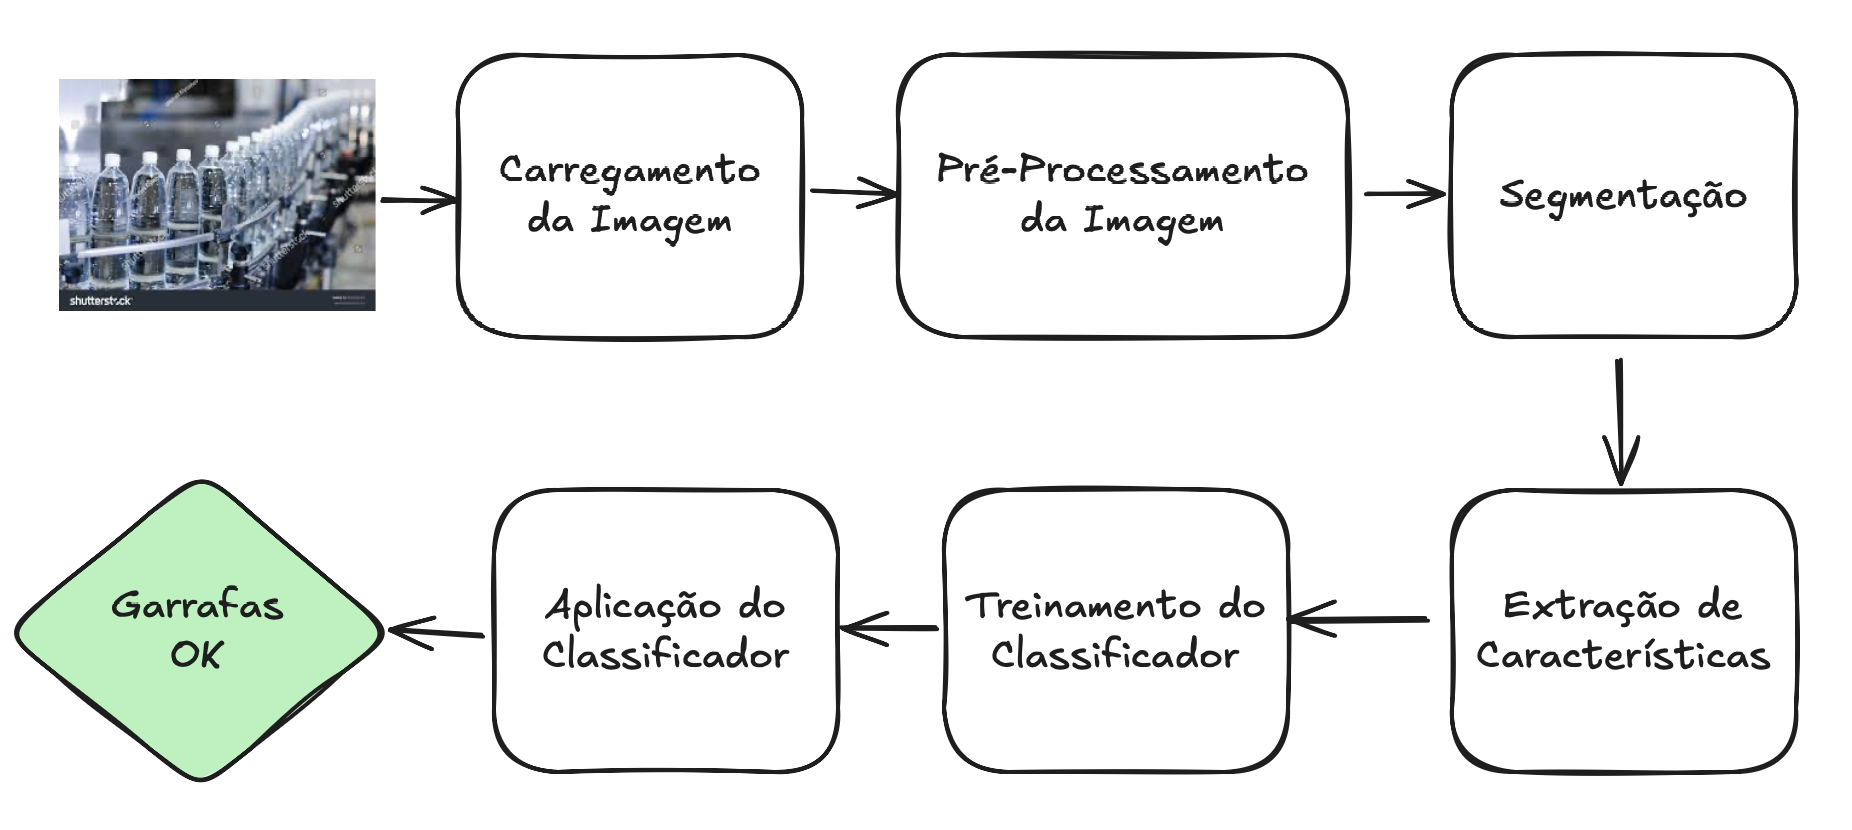 shutterstock
Carregamento
da Imagem
Pré-Processamento
da Imagem
Segmentação
Garrafas
OK
Aplicação do
Classificador
Treinamento do
Classificador
Extração de
Características